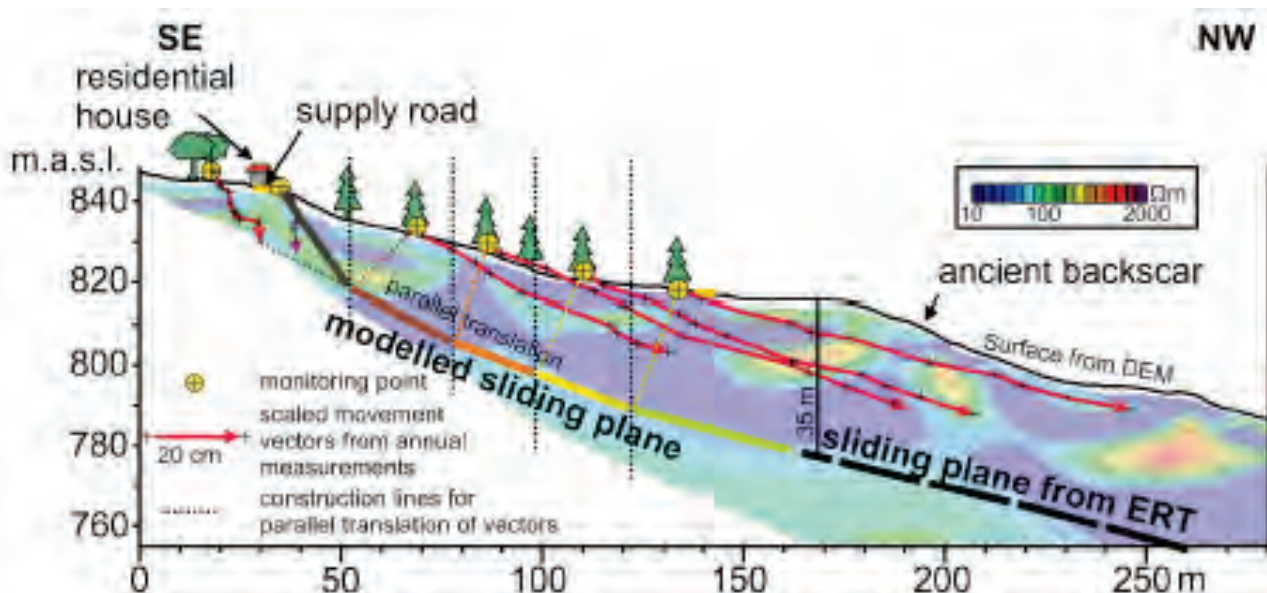 SE
NW
residential
house
supply road
m.a.s.l.
840
820
800
780
760
10
100
2000
Ωm
ancient backscar
Surface from DEM
parallel translation
modelled sliding plane
35 m
sliding plane from ERT
monitoring point
scaled movement
vectors from annual
measurements
20 cm
construction lines for
parallel translation of vectors
0
50
100
150
200
250 m